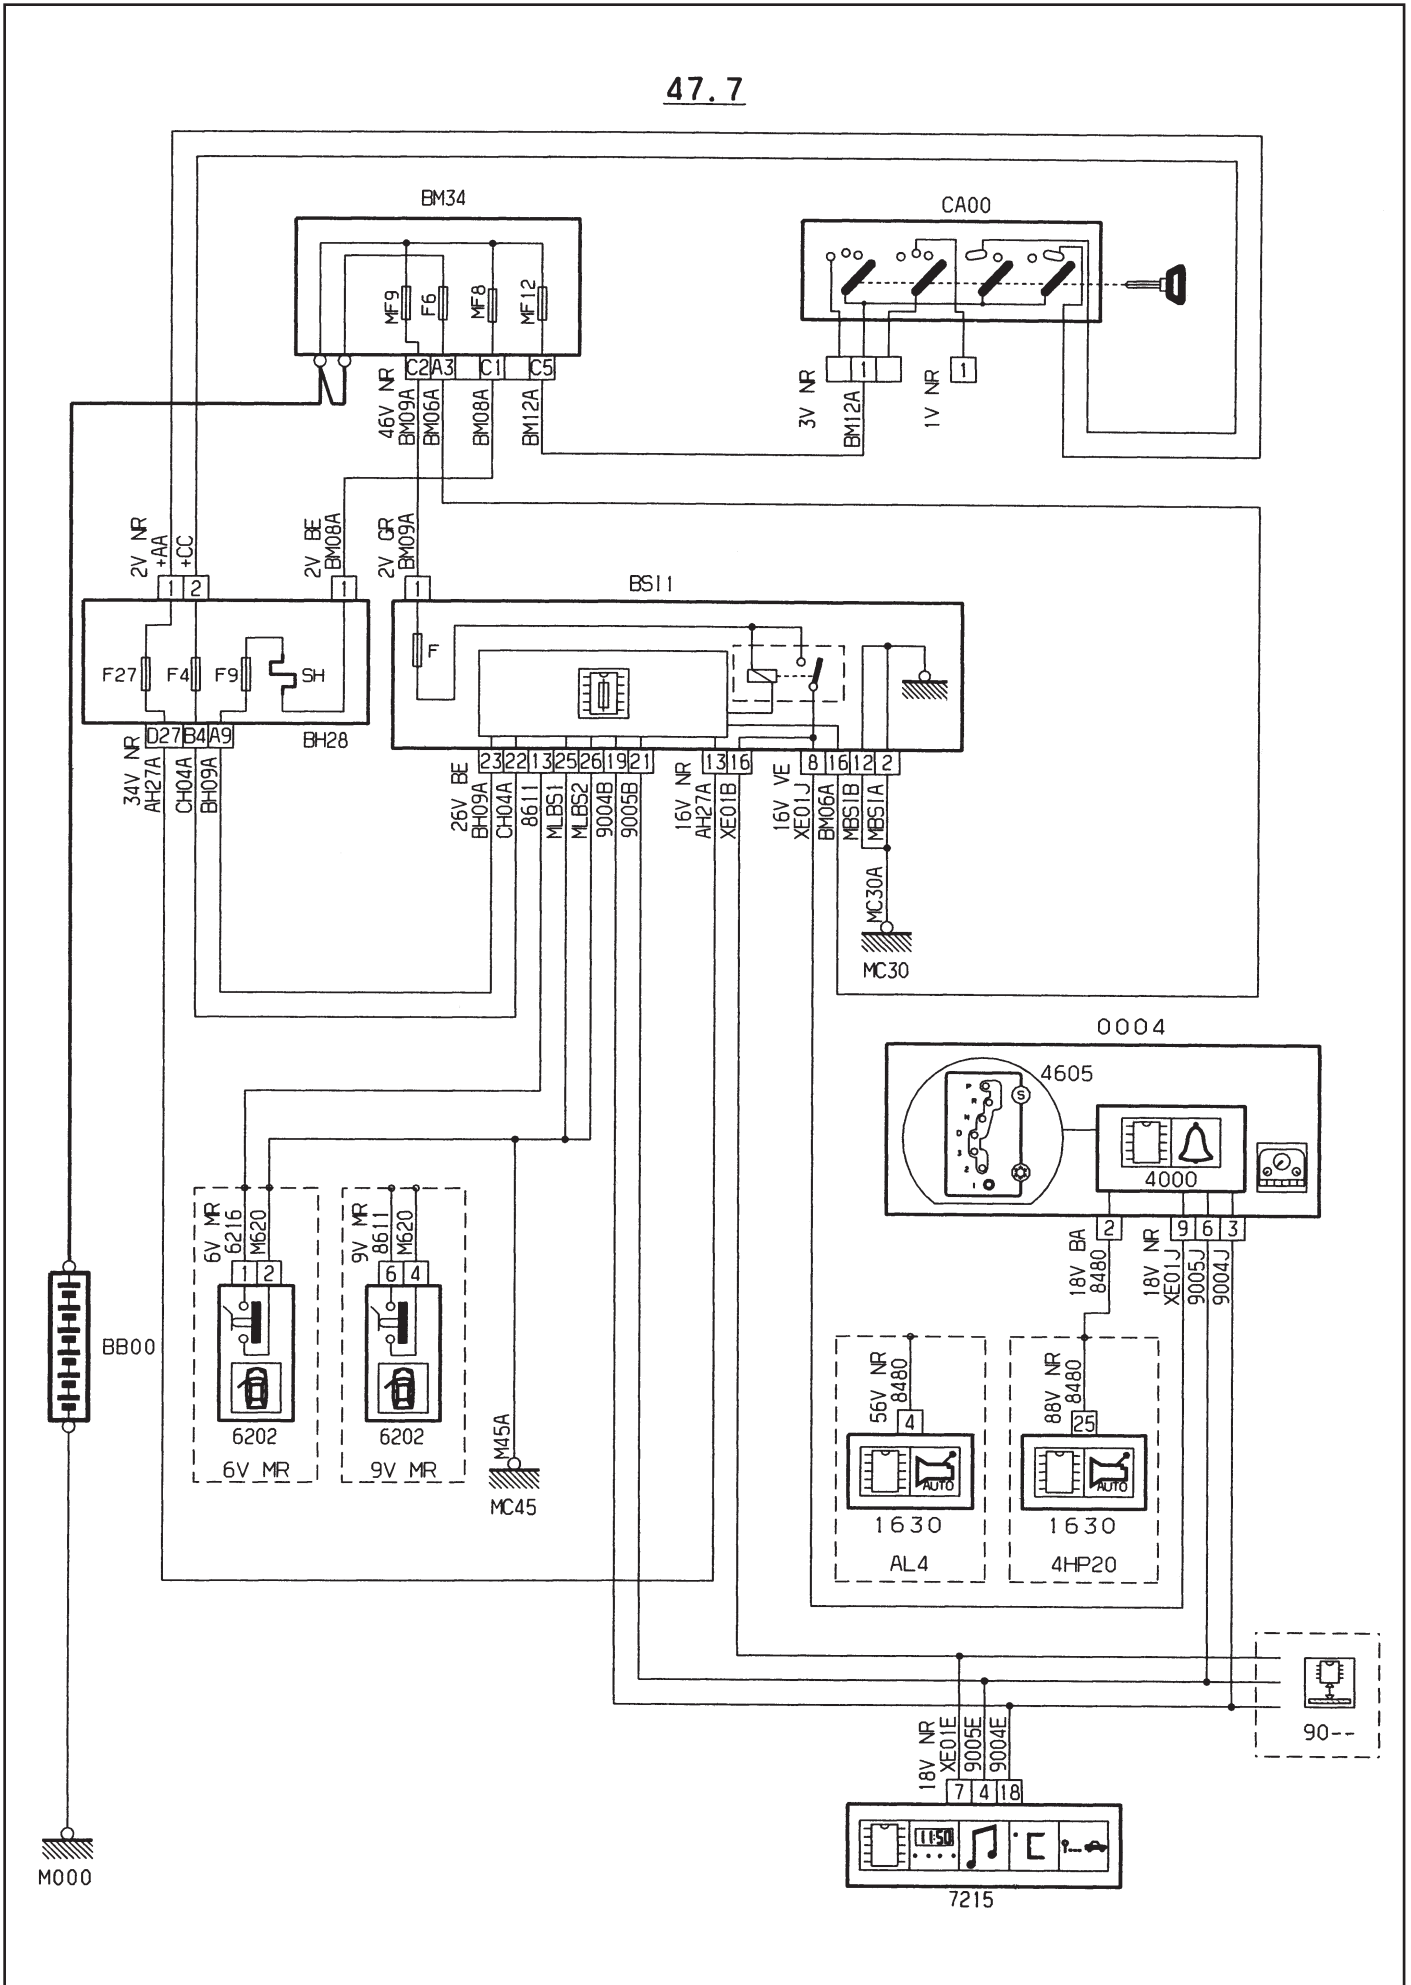 47.7
BM34
CA00
MF9
F6
MF8
MF12
C2 A3 C1 C5
46V NR
BM09A
BM06A
BM08A
BM12A
3V NR
1
BM12A
1V NR
1
2V NR
+AA
+CC
2V BE
BM08A
2V GR
BM09A
1 2
1
1
BSI1
F27
F4
F9
SH
F
D27 B4 A9
BH28
34V NR
AH27A
CH04A
BH09A
23 22 13 25 26 19 21
13 16
8 16 12 2
26V BE
BH09A
CH04A
8611
MLBS1
MLBS2
9004B
9005B
16V NR
AH27A
XE01B
16V VE
XE01J
BM06A
MBSIB
MBSIA
MC30A
MC30
0004
4605
P
R
N
D
3
2
1
S
4000
2
9 6 3
18V BA
8480
18V NR
XE01J
9005J
9004J
6V MR
6216
M620
9V MR
8611
M620
1 2
6 4
BB00
6202
6202
6V MR
9V MR
M45A
MC45
56V NR
8480
88V NR
8480
4
25
AUTO
AUTO
1630
1630
AL4
4HP20
90--
18V NR
XE01E
9005E
9004E
7 4 18
11:50
°C
7215
M000